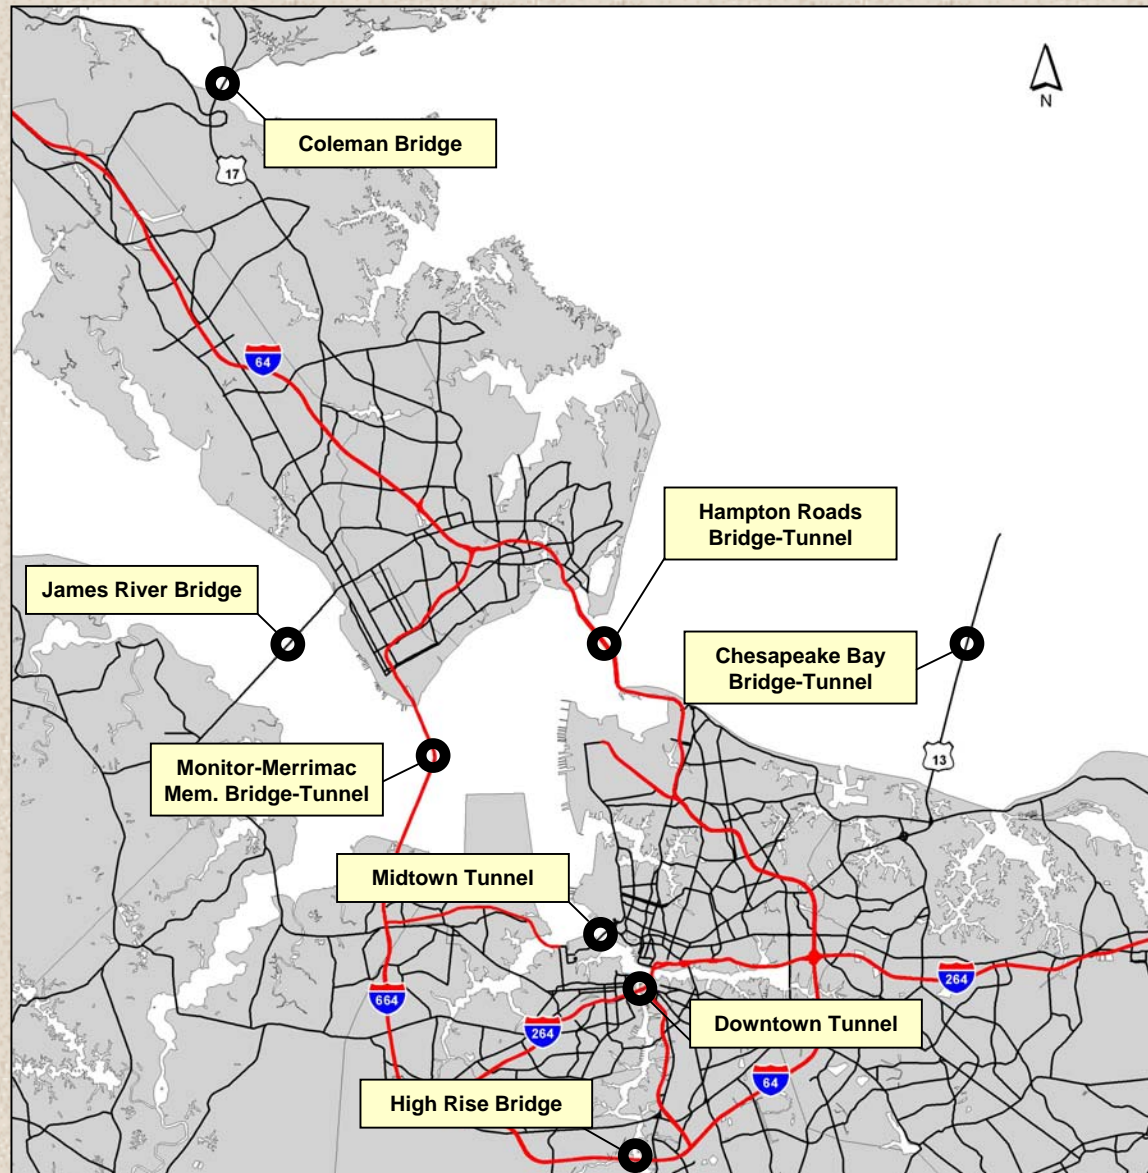 N
Coleman Bridge
17
64
Hampton Roads
Bridge-Tunnel
James River Bridge
Chesapeake Bay
Bridge-Tunnel
Monitor-Merrimac
Mem. Bridge-Tunnel
13
Midtown Tunnel
264
664
Downtown Tunnel
264
64
High Rise Bridge